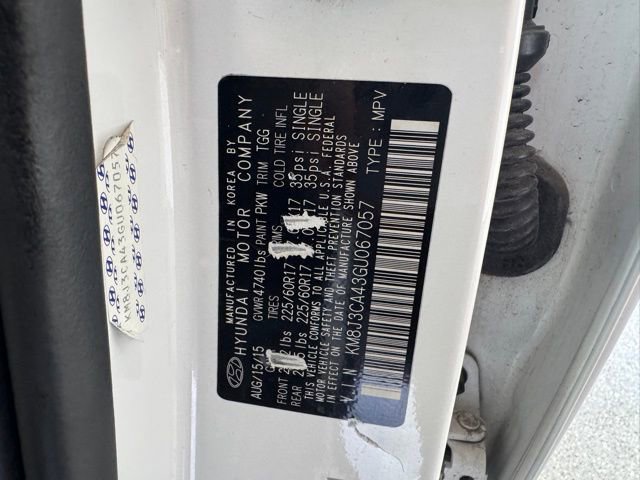 MANUFACTURED IN KOREA BY
HYUNDAI MOTOR COMPANY
AUG/15/15 GVWR 4740lbs PAINT PKW TRIM TGG
TIRES COLD TIRE INFL
FRONT lbs 225/60R17 35psi SINGLE
REAR lbs 225/60R17 35psi SINGLE
THIS VEHICLE CONFORMS TO ALL APPLICABLE U.S.A. FEDERAL
MOTOR VEHICLE SAFETY AND THEFT PREVENTION STANDARDS
IN EFFECT ON THE DATE OF MANUFACTURE SHOWN ABOVE
V.I.N KM8J3CA43GU067057 TYPE : MPV
KM8J3CA43GU067057